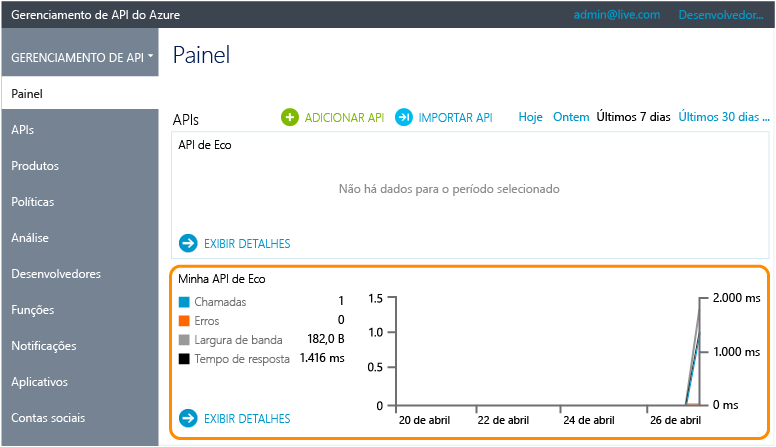 Gerenciamento de API do Azure
admin@live.com
Desenvolvedor...
GERENCIAMENTO DE API
Painel
APIs
Produtos
Políticas
Análise
Desenvolvedores
Funções
Notificações
Aplicativos
Contas sociais
Painel
APIs
ADICIONAR API
IMPORTAR API
Hoje
Ontem
Últimos 7 dias
Últimos 30 dias ...
API de Eco
Não há dados para o período selecionado
EXIBIR DETALHES
Minha API de Eco
Chamadas 1
Erros 0
Largura de banda 182,0 B
Tempo de resposta 1.416 ms
EXIBIR DETALHES
1.5
1.0
0.5
0
2.000 ms
1.000 ms
0 ms
20 de abril
22 de abril
24 de abril
26 de abril